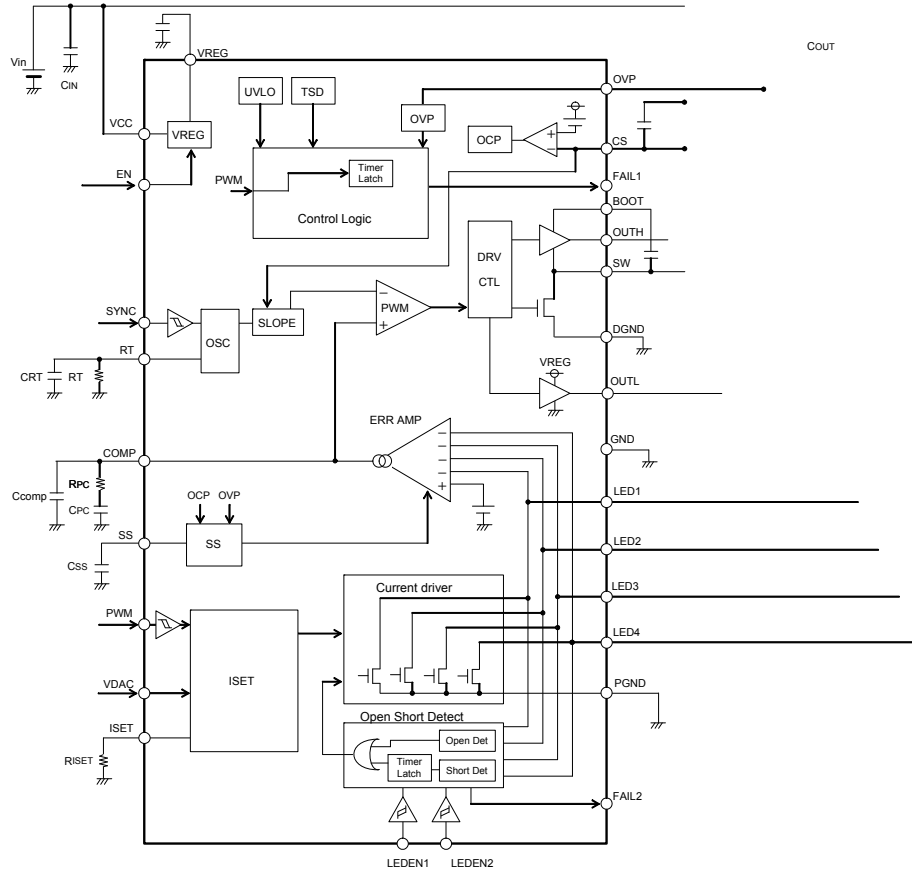 COUT
VREG
Vin
CIN
OVP
UVLO
TSD
OVP
VCC
VREG
OCP
+
−
CS
EN
PWM
Timer
Latch
FAIL1
Control Logic
BOOT
OUTH
DRV
CTL
SW
SYNC
OSC
SLOPE
−
PWM
+
DGND
RT
CRT
RT
VREG
OUTL
ERR AMP
COMP
−
−
−
−
+
GND
Ccomp
RPC
CPC
OCP
OVP
LED1
SS
SS
CSS
LED2
Current driver
LED3
PWM
LED4
ISET
VDAC
PGND
ISET
Open Short Detect
RISET
Open Det
Timer
Latch
Short Det
FAIL2
LEDEN1
LEDEN2